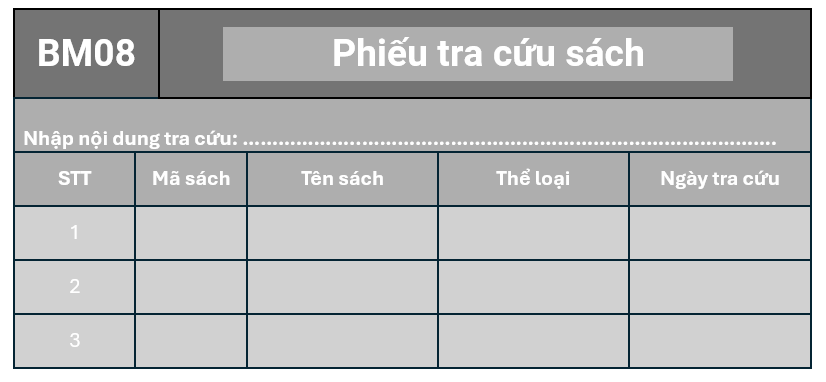 BM08 Phiếu tra cứu sách
Nhập nội dung tra cứu: ............................................................................................
STT Mã sách Tên sách Thể loại Ngày tra cứu
1
2
3